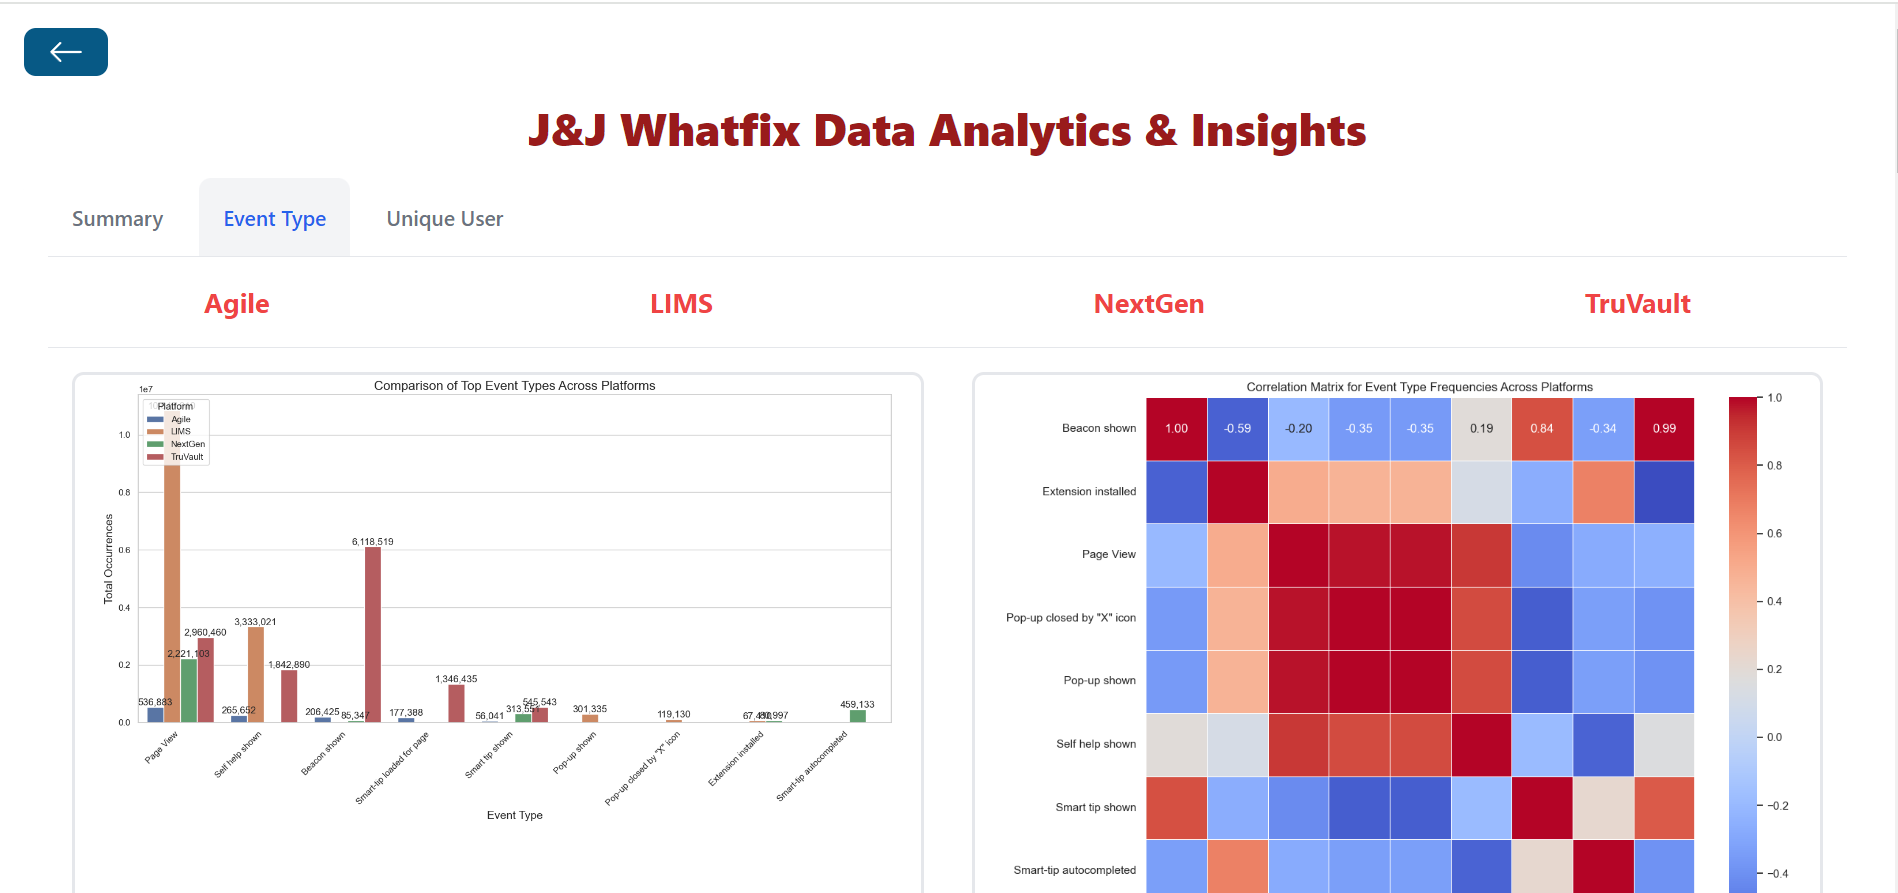 J&J Whatfix Data Analytics & Insights
Summary
Event Type
Unique User
Agile
LIMS
NextGen
TruVault
Comparison of Top Event Types Across Platforms
1e7
Platform
Agile
LIMS
NextGen
TruVault
Total Occurrences
1.0
0.8
0.6
0.4
0.2
0.0
536,883
2,221,103
2,960,460
265,652
3,333,021
1,842,890
206,425
85,347
6,118,519
177,388
1,346,435
56,041
313,551
545,543
301,335
119,130
459,133
Page View
Self help shown
Beacon shown
Smart-tip loaded for page
Smart tip shown
Pop-up shown
Pop-up closed by "X" icon
Extension installed
Smart-tip autocompleted
Event Type
Correlation Matrix for Event Type Frequencies Across Platforms
Beacon shown
1.00 -0.59 -0.20 -0.35 -0.35 0.19 0.84 -0.34 0.99
Extension installed
Page View
Pop-up closed by "X" icon
Pop-up shown
Self help shown
Smart tip shown
Smart-tip autocompleted
1.0
0.8
0.6
0.4
0.2
0.0
−0.2
−0.4